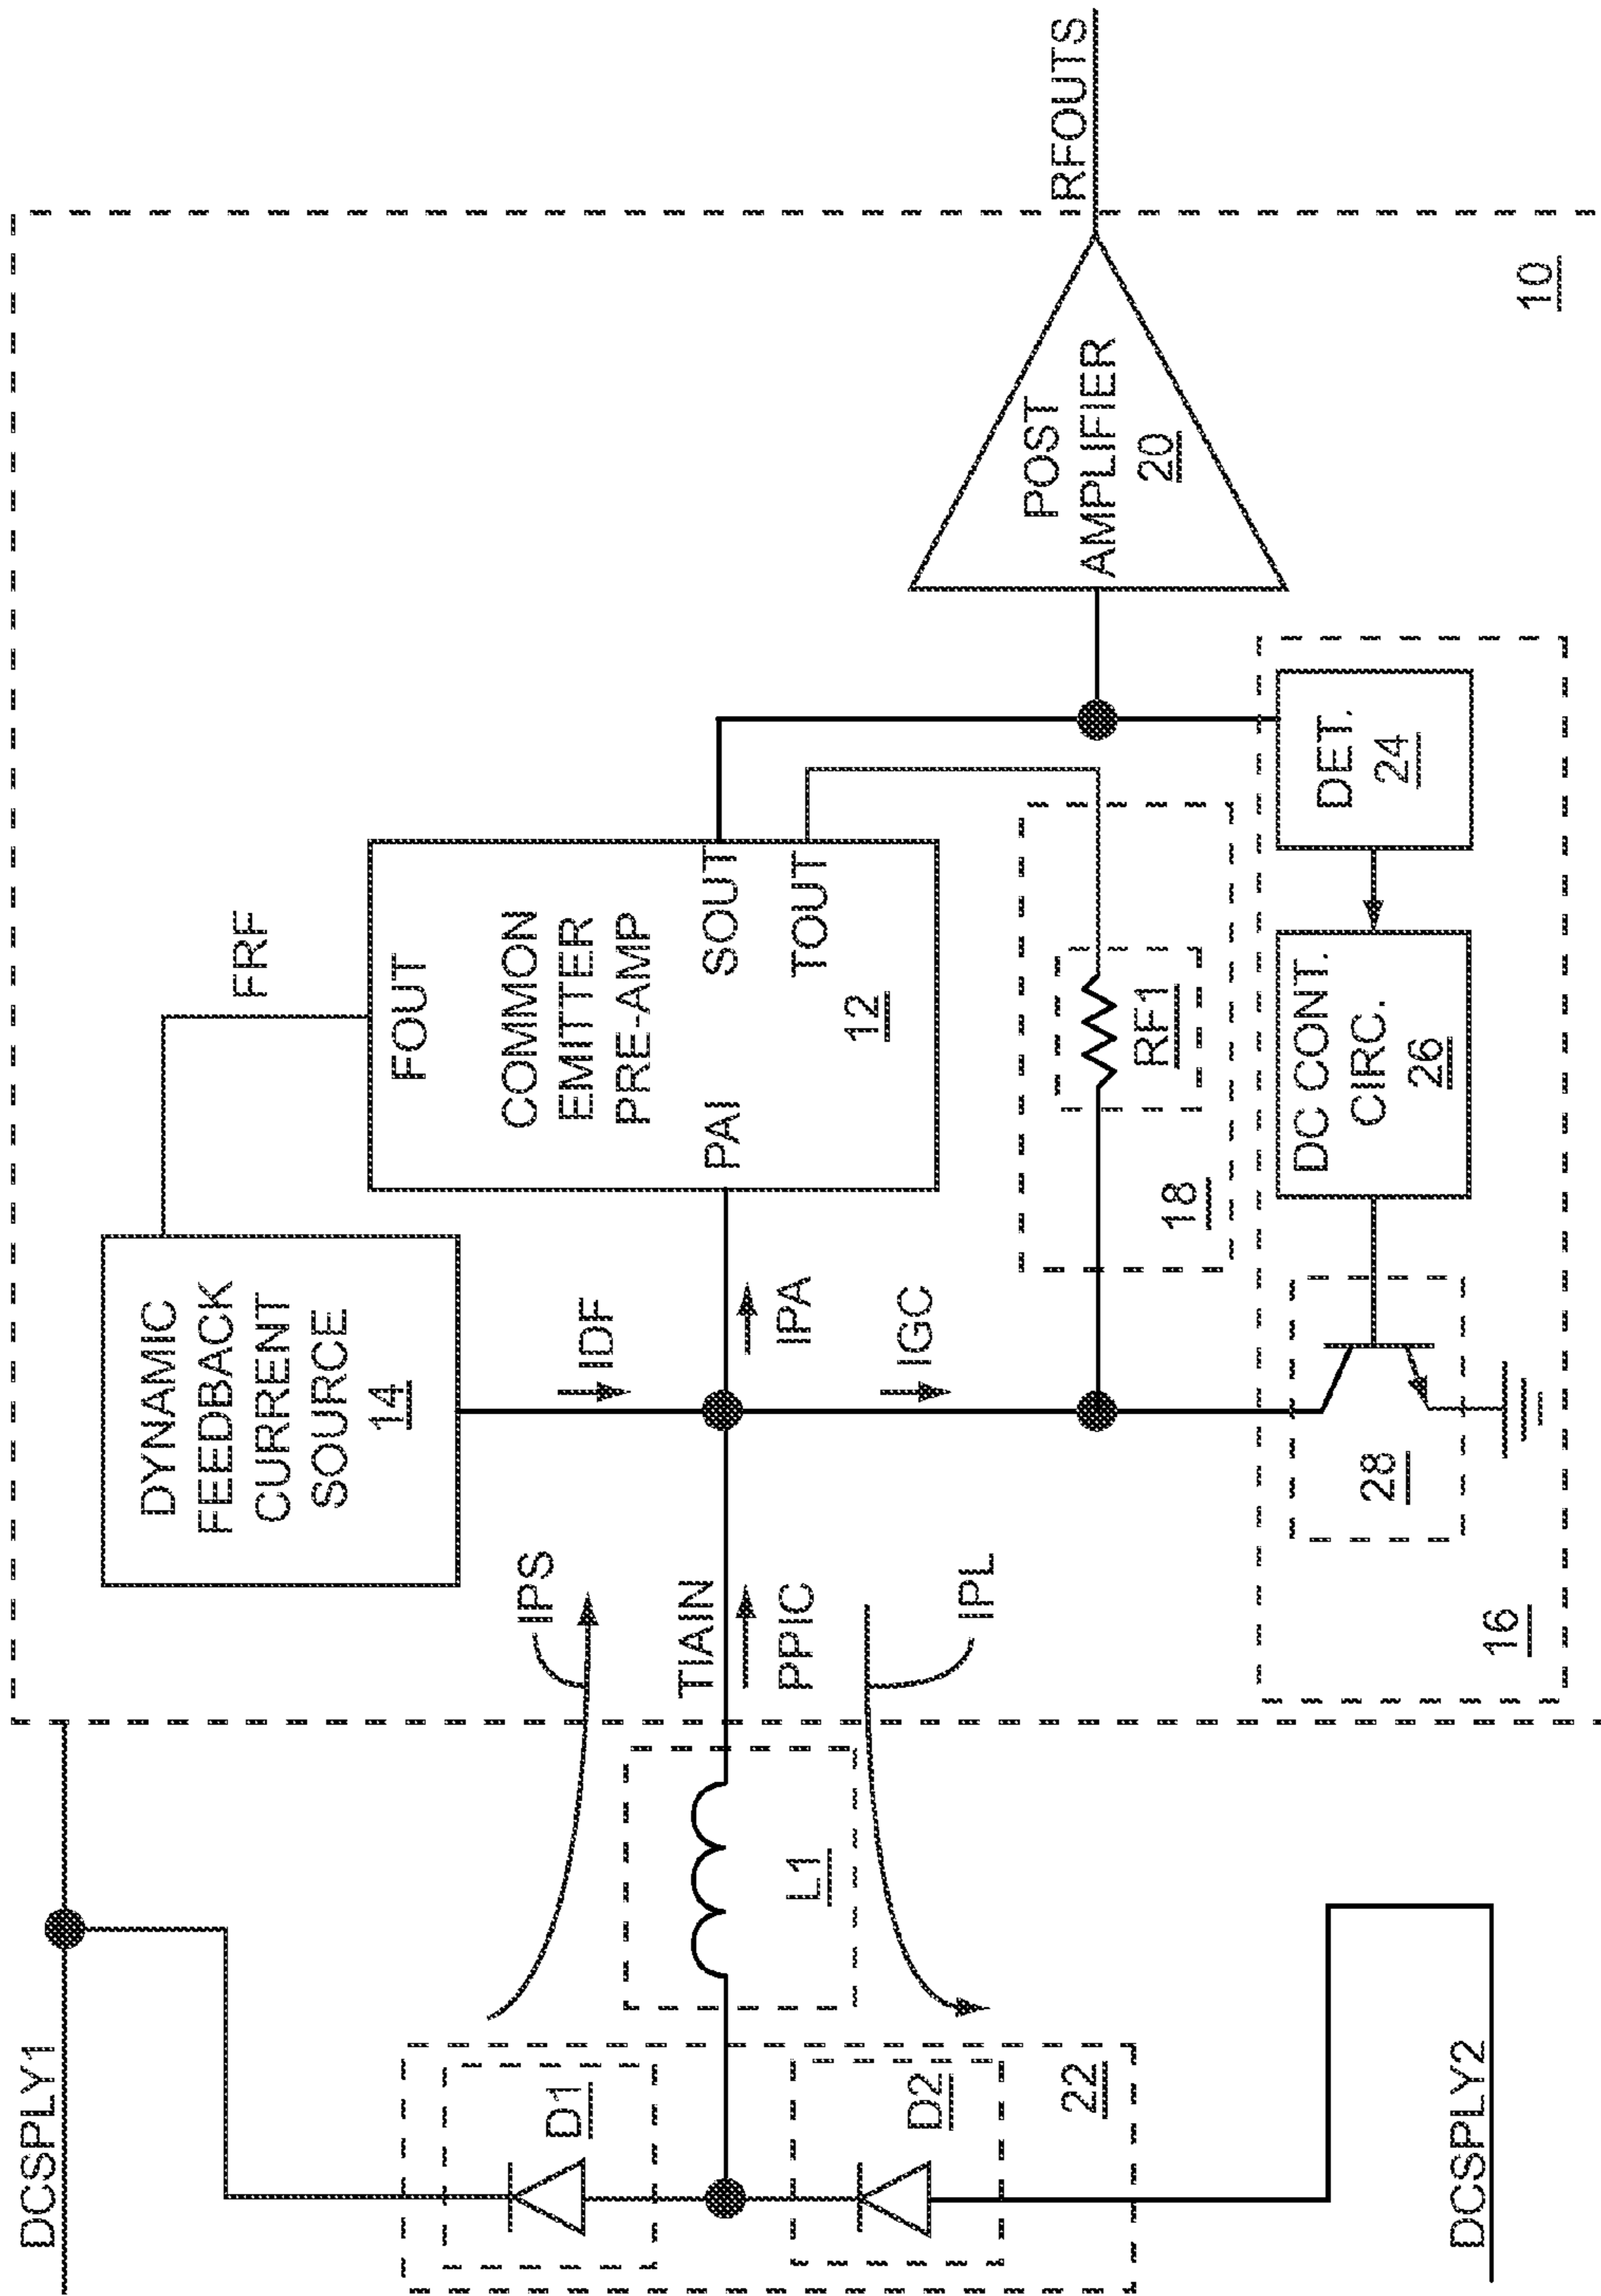 DCSPLY1
DYNAMIC
FEEDBACK
CURRENT
SOURCE
14
FRF
FOUT
COMMON
EMITTER
PRE-AMP
PAI
SOUT
TOUT
12
IPS
IDF
TIAIN
PPIC
IPA
IGC
IPL
D1
D2
22
L1
RF1
18
POST
AMPLIFIER
20
RFOUTS
28
DC CONT.
CIRC.
26
DET.
24
16
10
DCSPLY2